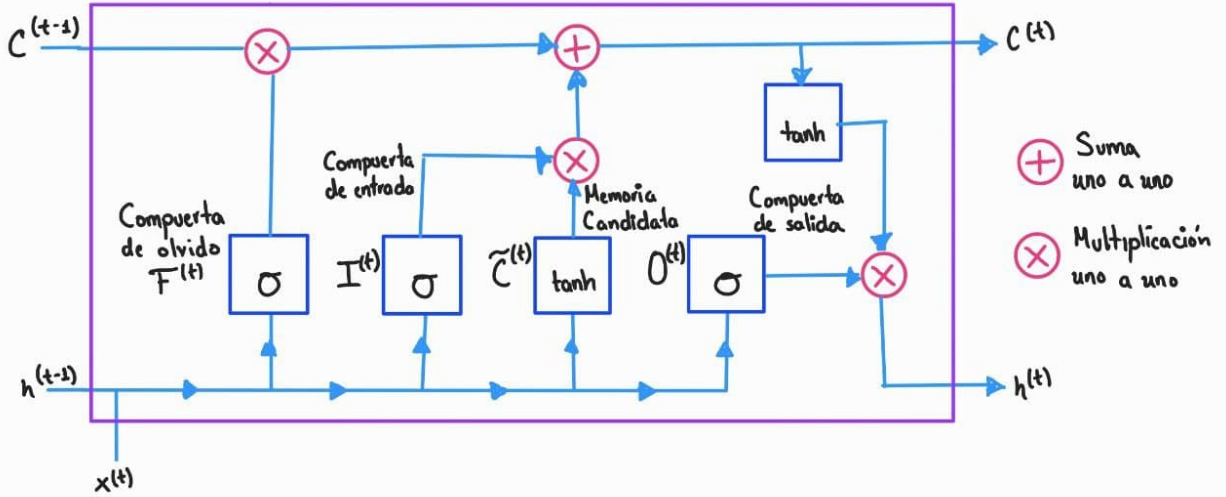 C^(t-1)
C^(t)
tanh
Suma
uno a uno
Compuerta
de entrada
Memoria
Candidata
Compuerta
de salida
Multiplicación
uno a uno
Compuerta
de olvido
F^(t)
σ
I^(t)
σ
C̃^(t)
tanh
O^(t)
σ
h^(t-1)
h^(t)
x^(t)